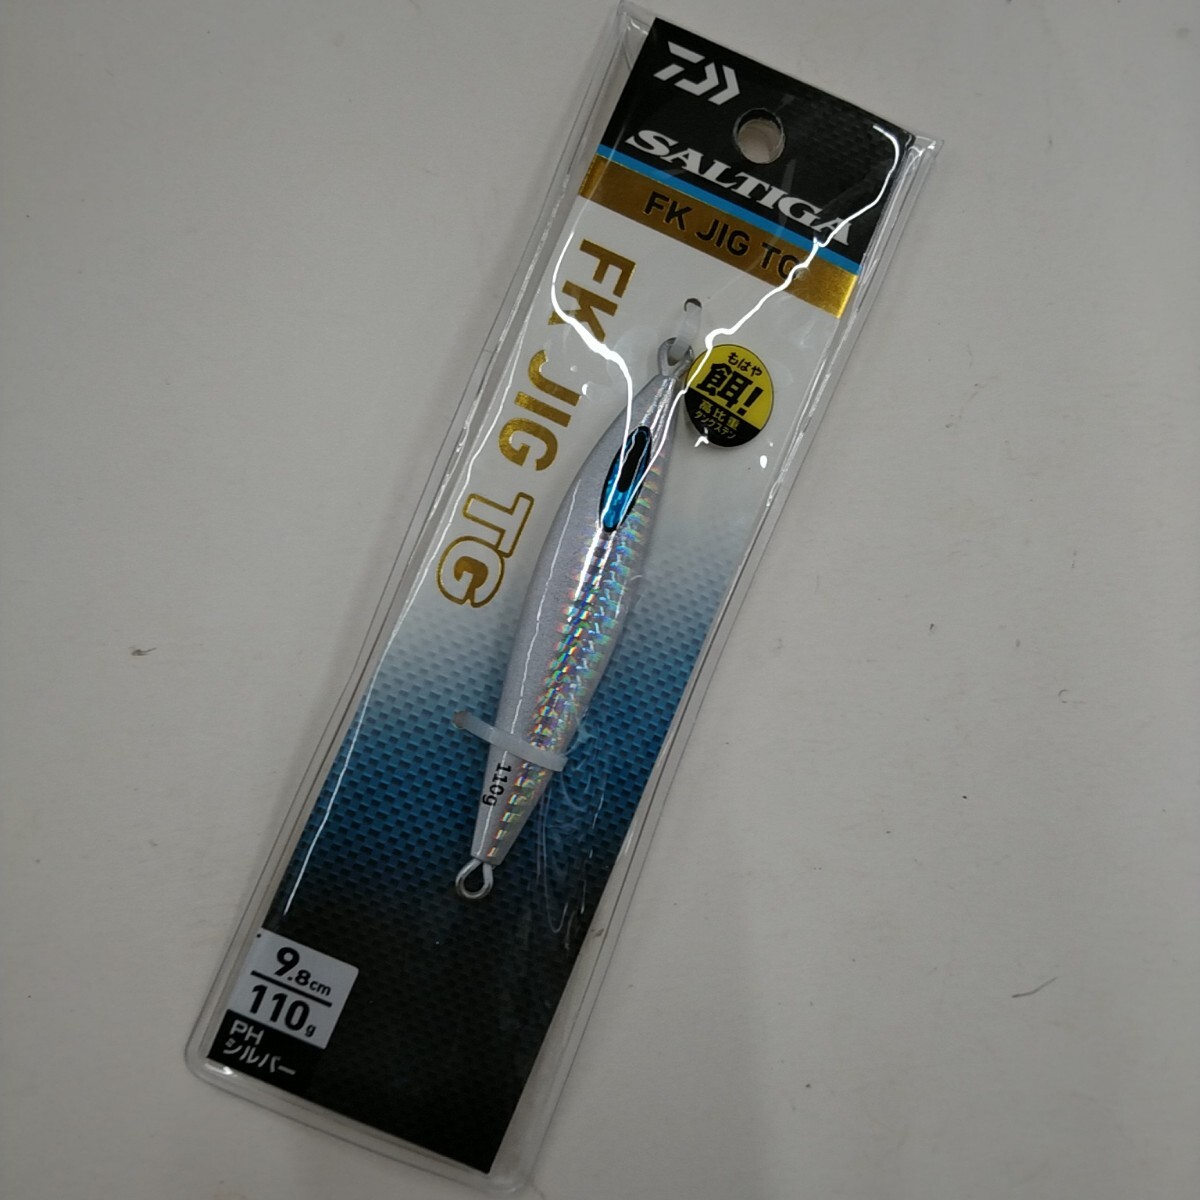 SALTIGA
FK JIG TG
FK JIG TG
もはや
餌!
高比重
タングステン
110g
9.8cm
110g
PH
シルバー